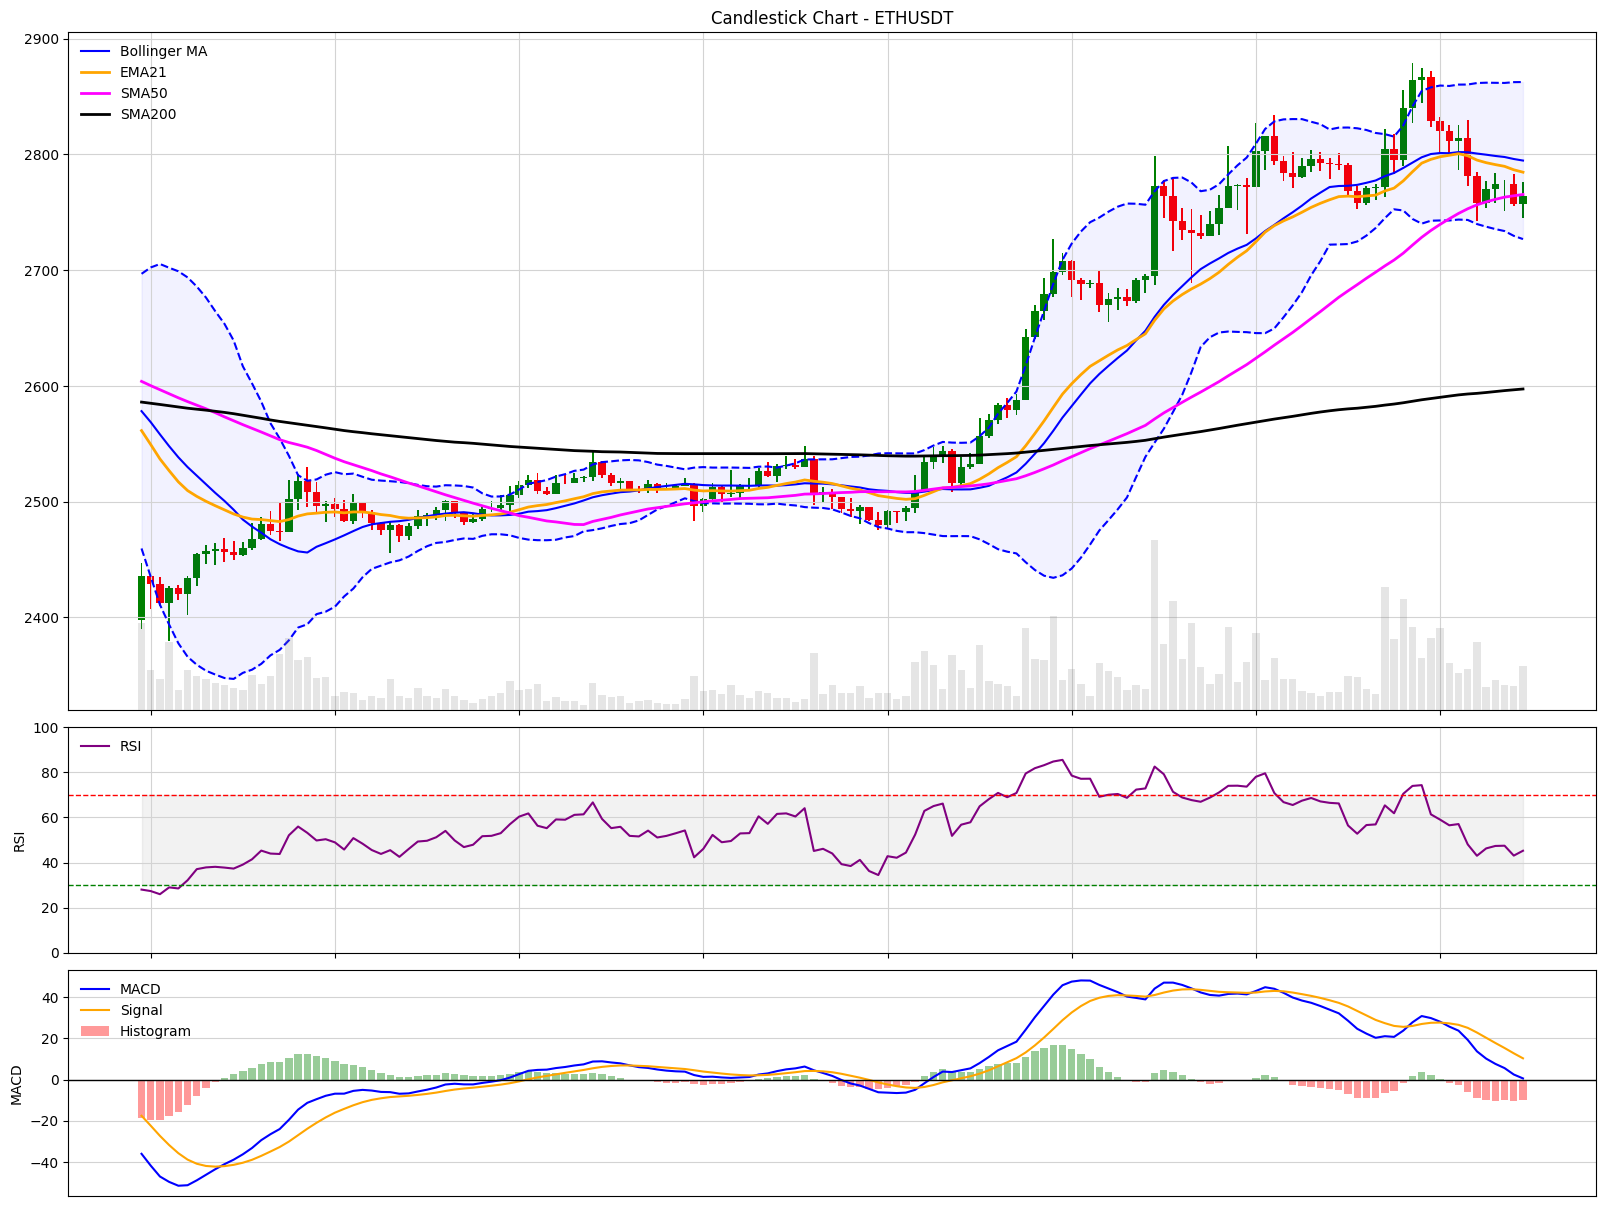 Candlestick Chart - ETHUSDT
2900
2800
2700
2600
2500
2400
Bollinger MA
EMA21
SMA50
SMA200
100
80
60
40
20
0
RSI
RSI
40
20
0
−20
−40
MACD
MACD
Signal
Histogram